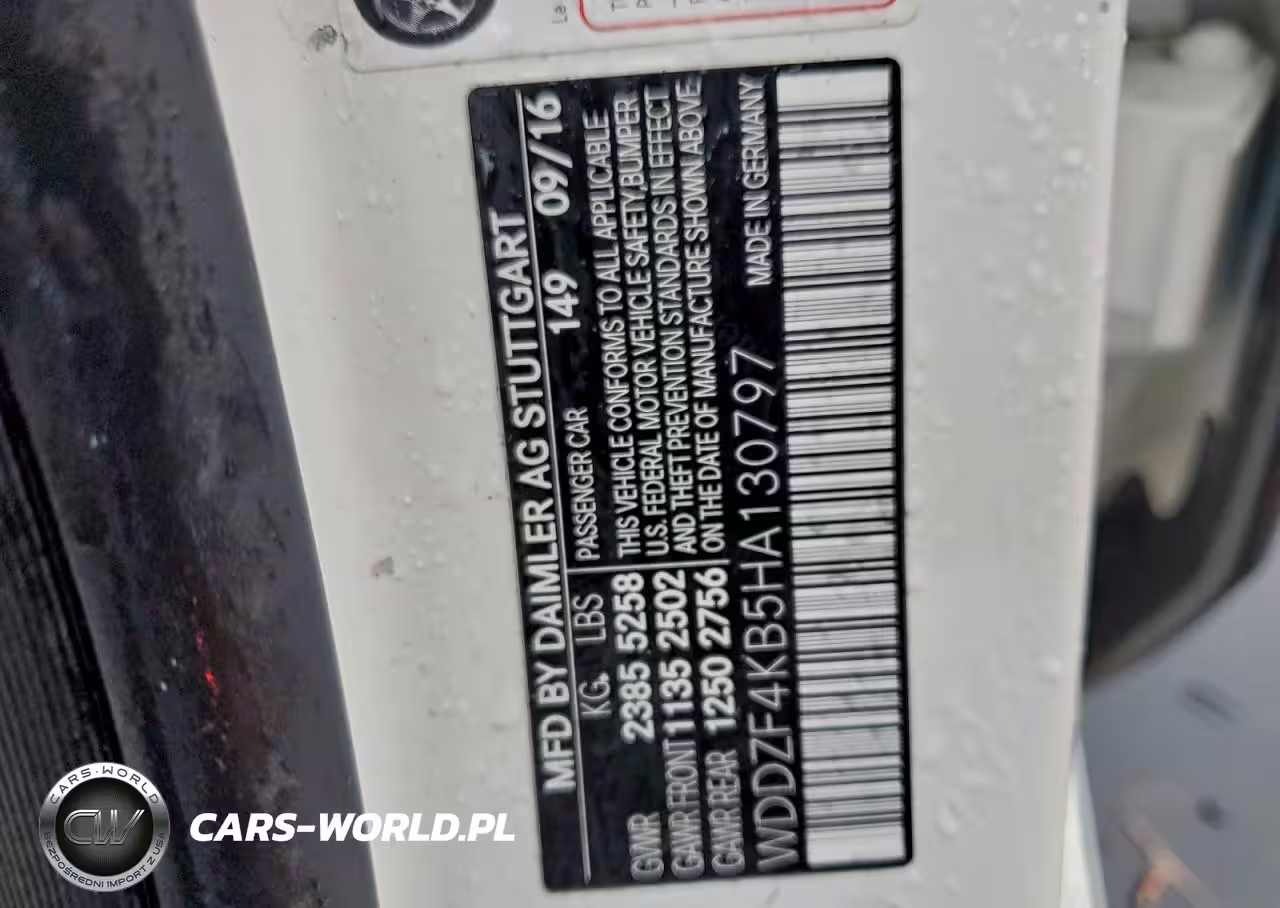 MFD BY DAIMLER AG STUTTGART
149 09/16
KG. LBS PASSENGER CAR
GVWR 2385 5258
GAWR FRONT 1135 2502
GAWR REAR 1250 2756
THIS VEHICLE CONFORMS TO ALL APPLICABLE
U.S. FEDERAL MOTOR VEHICLE SAFETY, BUMPER,
AND THEFT PREVENTION STANDARDS IN EFFECT
ON THE DATE OF MANUFACTURE SHOWN ABOVE.
WDDZF4KB5HA130797
MADE IN GERMANY
CARS-WORLD
CW
BEZPOŚREDNI IMPORT Z USA
CARS-WORLD.PL